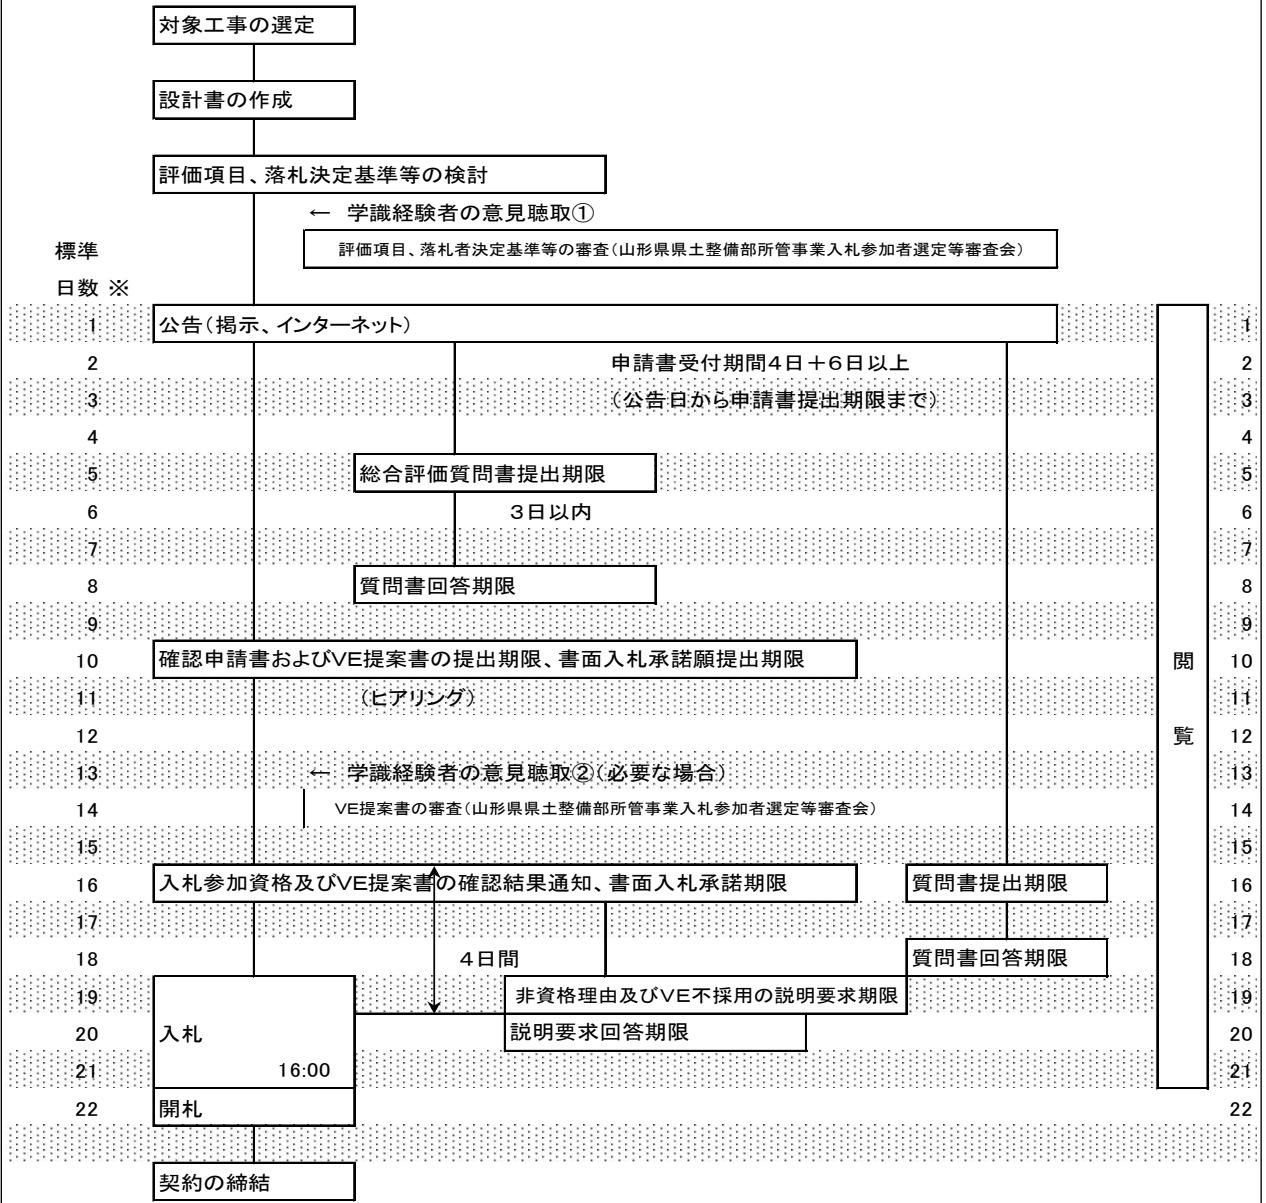 対象工事の選定
設計書の作成
評価項目、落札決定基準等の検討
← 学識経験者の意見聴取①
標準
評価項目、落札者決定基準等の審査(山形県県土整備部所管事業入札参加者選定等審査会)
日数 ※
1 公告(掲示、インターネット) 1
2 申請書受付期間4日+6日以上 2
3 (公告日から申請書提出期限まで) 3
4 4
5 総合評価質問書提出期限 5
6 3日以内 6
7 7
8 質問書回答期限 8
9 9
10 確認申請書およびVE提案書の提出期限、書面入札承諾願提出期限 閲 10
11 (ヒアリング) 11
12 覧 12
13 ← 学識経験者の意見聴取②(必要な場合) 13
14 VE提案書の審査(山形県県土整備部所管事業入札参加者選定等審査会) 14
15 15
16 入札参加資格及びVE提案書の確認結果通知、書面入札承諾期限 質問書提出期限 16
17 17
18 4日間 質問書回答期限 18
19 非資格理由及びVE不採用の説明要求期限 19
20 入札 説明要求回答期限 20
21 16:00 21
22 開札 22
契約の締結